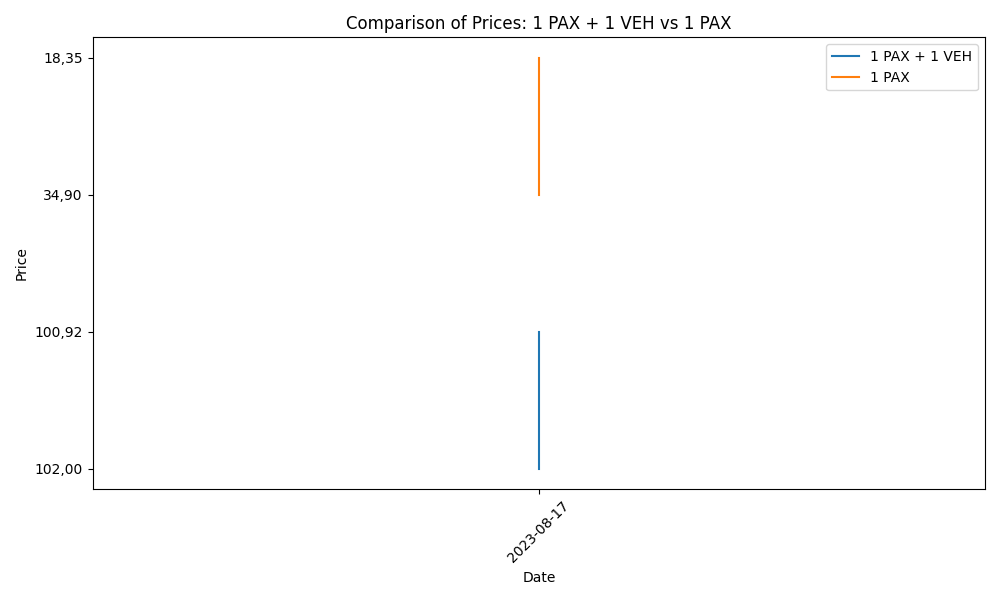 Comparison of Prices: 1 PAX + 1 VEH vs 1 PAX
1 PAX + 1 VEH
1 PAX
18,35
34,90
100,92
102,00
Price
2023-08-17
Date